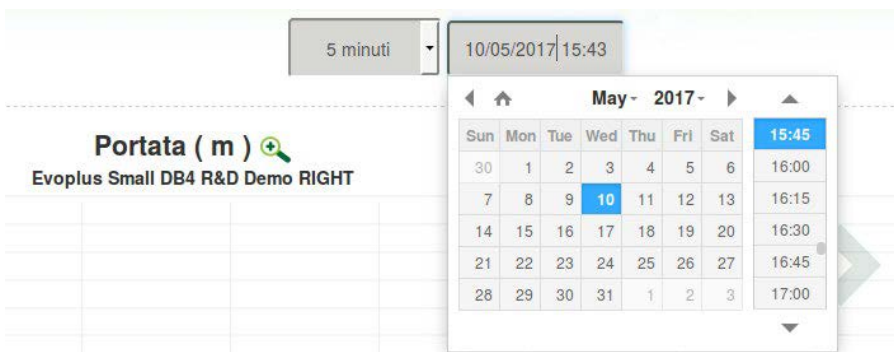 5 minuti
10/05/2017 15:43
May 2017
Portata ( m )
Evoplus Small DB4 R&D Demo RIGHT
Sun Mon Tue Wed Thu Fri Sat
30 1 2 3 4 5 6
7 8 9 10 11 12 13
14 15 16 17 18 19 20
21 22 23 24 25 26 27
28 29 30 31 1 2 3
15:45
16:00
16:15
16:30
16:45
17:00